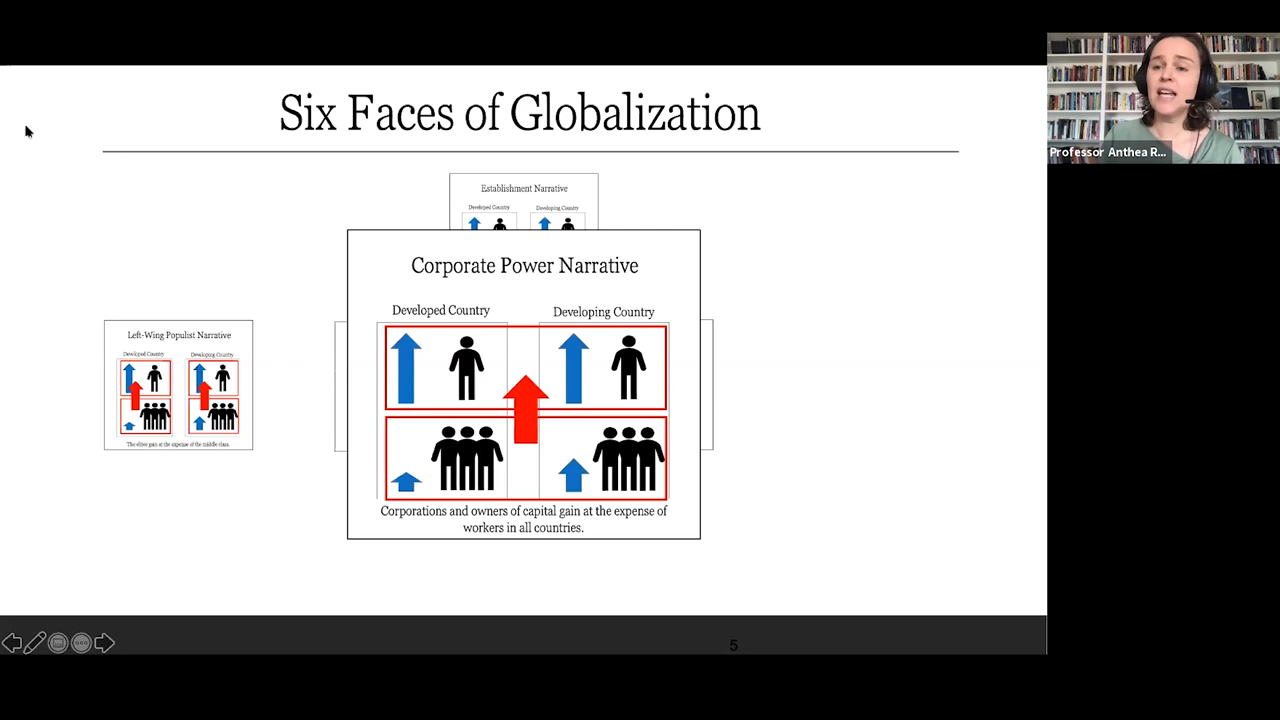 Six Faces of Globalization
Establishment Narrative
Developed Country
Developing Country
Corporate Power Narrative
Developed Country
Developing Country
Corporations and owners of capital gain at the expense of
workers in all countries.
Left-Wing Populist Narrative
Developed Country
Developing Country
The elites gain at the expense of the middle class.
5
Professor Anthea R...